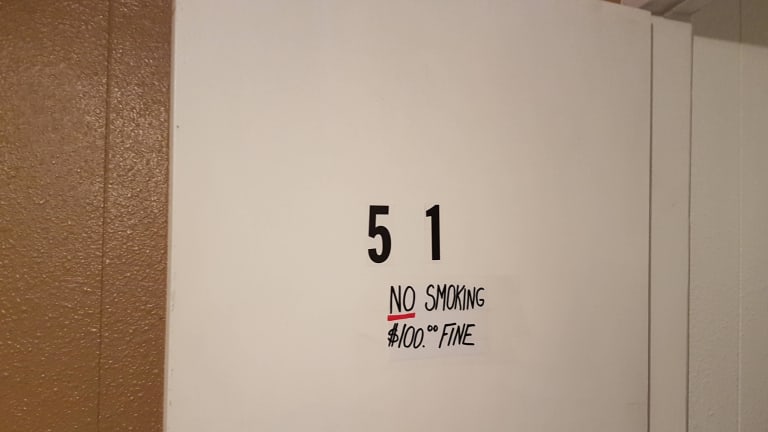 5 1
NO SMOKING
$100.00 FINE